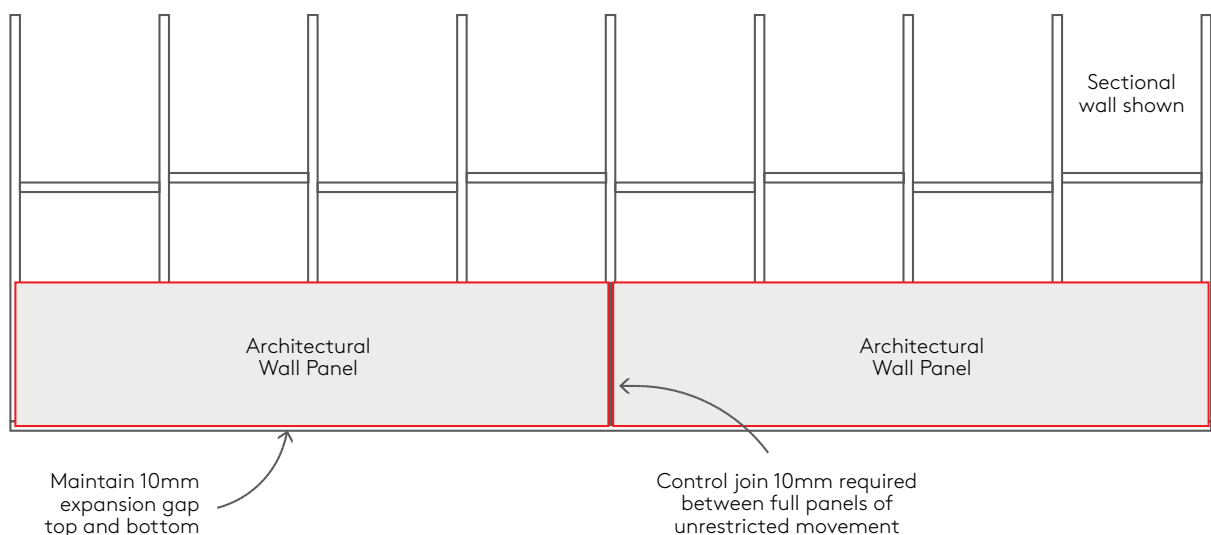 Sectional
wall shown
Architectural
Wall Panel
Architectural
Wall Panel
Maintain 10mm
expansion gap
top and bottom
Control join 10mm required
between full panels of
unrestricted movement